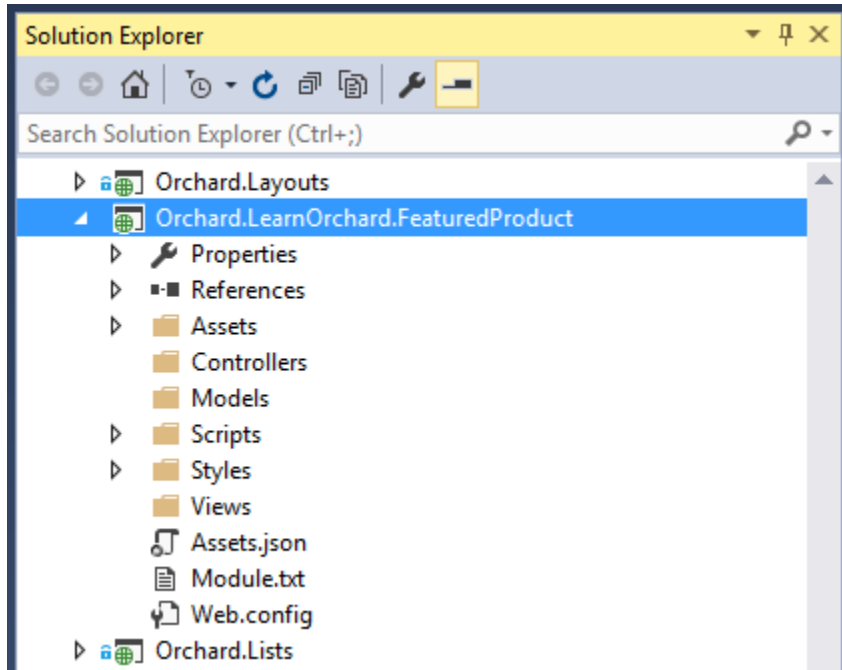 Solution Explorer
Search Solution Explorer (Ctrl+;)
Orchard.Layouts
Orchard.LearnOrchard.FeaturedProduct
Properties
References
Assets
Controllers
Models
Scripts
Styles
Views
Assets.json
Module.txt
Web.config
Orchard.Lists